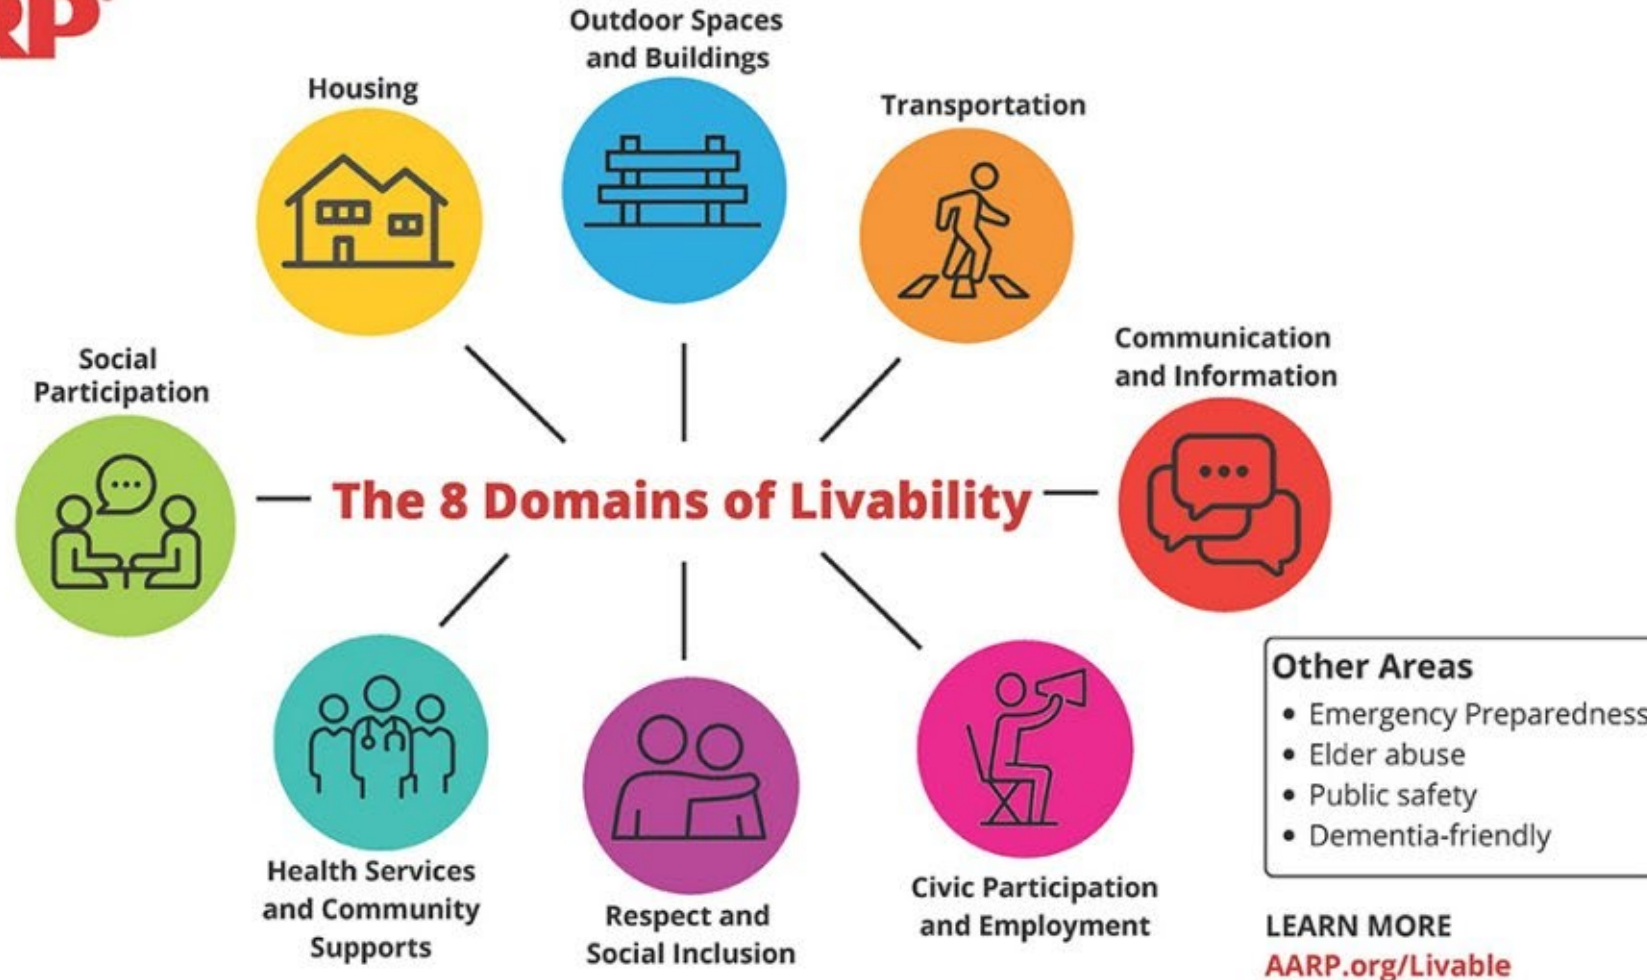 RP
Outdoor Spaces
and Buildings
Housing
Transportation
Communication
and Information
Social
Participation
The 8 Domains of Livability
Health Services
and Community
Supports
Respect and
Social Inclusion
Civic Participation
and Employment
Other Areas
• Emergency Preparedness
• Elder abuse
• Public safety
• Dementia-friendly
LEARN MORE
AARP.org/Livable